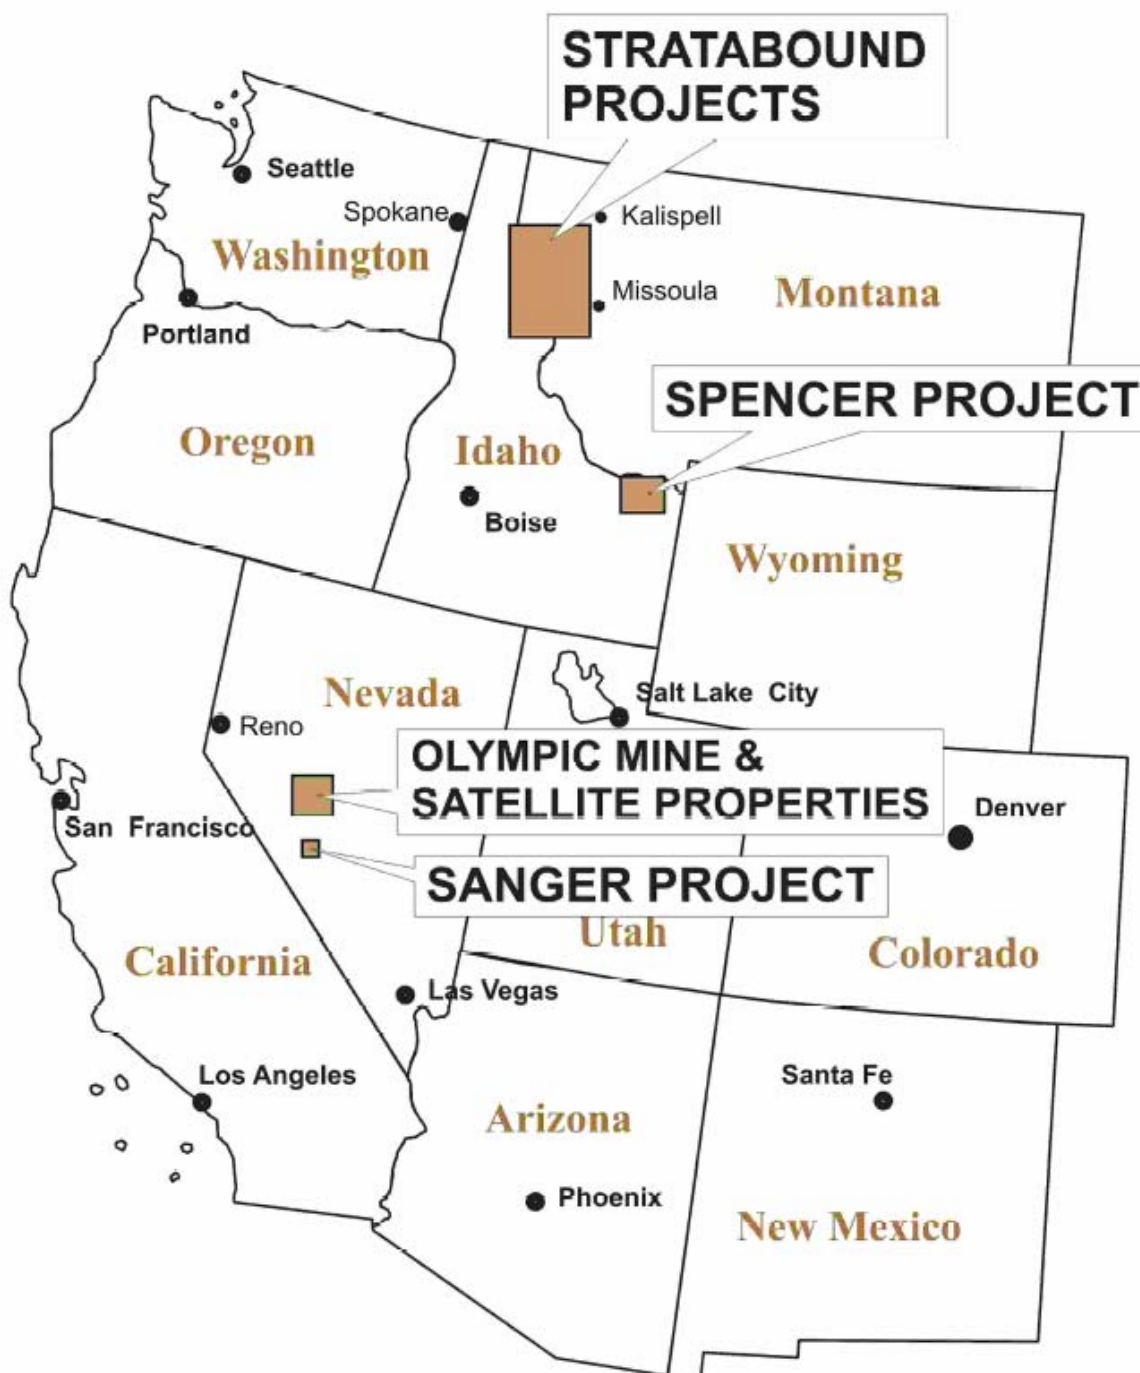 STRATABOUND
PROJECTS
Seattle
Spokane
Kalispell
Washington
Missoula
Montana
Portland
SPENCER PROJECT
Oregon
Idaho
Boise
Wyoming
Nevada
Salt Lake City
Reno
OLYMPIC MINE &
SATELLITE PROPERTIES
Denver
San Francisco
SANGER PROJECT
Utah
Colorado
California
Las Vegas
Los Angeles
Santa Fe
Arizona
Phoenix
New Mexico